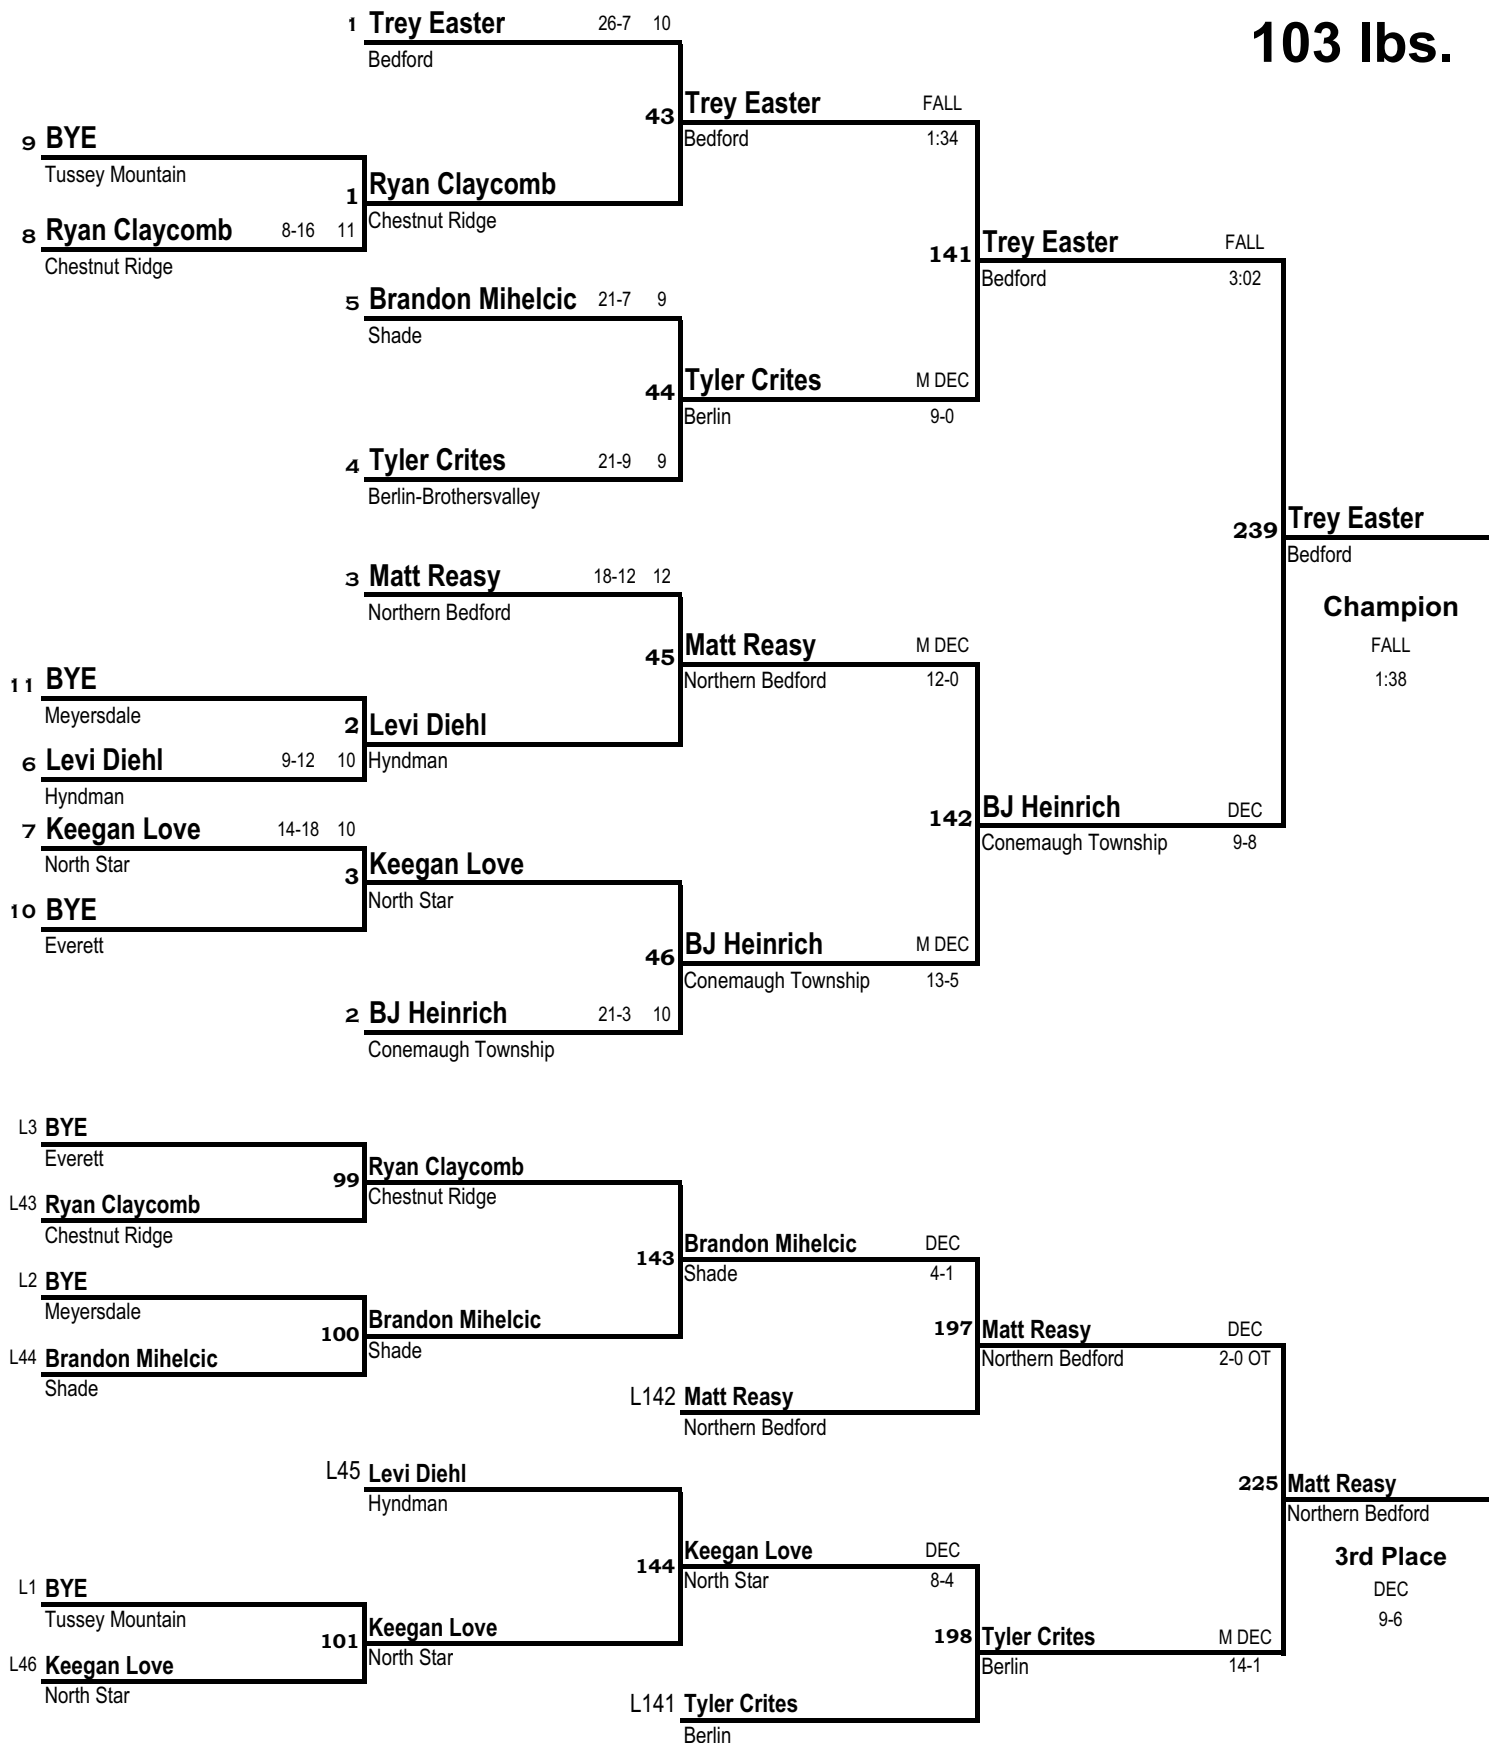 103 lbs.
1 Trey Easter 26-7 10
Bedford
43 Trey Easter FALL
Bedford 1:34
9 BYE
Tussey Mountain
1 Ryan Claycomb
Chestnut Ridge
8 Ryan Claycomb 8-16 11
Chestnut Ridge
141 Trey Easter FALL
Bedford 3:02
5 Brandon Mihelcic 21-7 9
Shade
44 Tyler Crites M DEC
Berlin 9-0
4 Tyler Crites 21-9 9
Berlin-Brothersvalley
239 Trey Easter
Bedford
Champion
FALL
1:38
3 Matt Reasy 18-12 12
Northern Bedford
45 Matt Reasy M DEC
Northern Bedford 12-0
11 BYE
Meyersdale
2 Levi Diehl
Hyndman
6 Levi Diehl 9-12 10
Hyndman
142 BJ Heinrich DEC
Conemaugh Township 9-8
7 Keegan Love 14-18 10
North Star
3 Keegan Love
North Star
10 BYE
Everett
46 BJ Heinrich M DEC
Conemaugh Township 13-5
2 BJ Heinrich 21-3 10
Conemaugh Township
L3 BYE
Everett
99 Ryan Claycomb
Chestnut Ridge
L43 Ryan Claycomb
Chestnut Ridge
143 Brandon Mihelcic DEC
Shade 4-1
L2 BYE
Meyersdale
100 Brandon Mihelcic
Shade
L44 Brandon Mihelcic
Shade
197 Matt Reasy DEC
Northern Bedford 2-0 OT
L142 Matt Reasy
Northern Bedford
L45 Levi Diehl
Hyndman
225 Matt Reasy
Northern Bedford
3rd Place
DEC
9-6
144 Keegan Love DEC
North Star 8-4
L1 BYE
Tussey Mountain
101 Keegan Love
North Star
L46 Keegan Love
North Star
198 Tyler Crites M DEC
Berlin 14-1
L141 Tyler Crites
Berlin